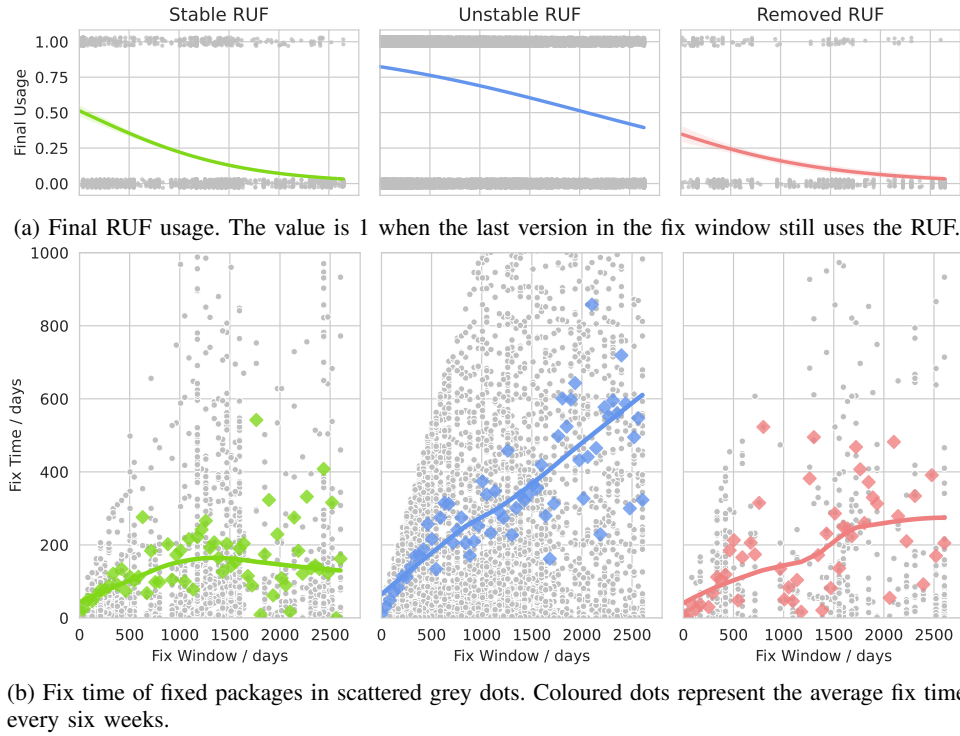 Stable RUF Unstable RUF Removed RUF
1.00
0.75
0.50
0.25
0.00
Final Usage
(a) Final RUF usage. The value is 1 when the last version in the fix window still uses the RUF.
1000
800
600
400
200
0
Fix Time / days
0 500 1000 1500 2000 2500 0 500 1000 1500 2000 2500 0 500 1000 1500 2000 2500
Fix Window / days Fix Window / days Fix Window / days
(b) Fix time of fixed packages in scattered grey dots. Coloured dots represent the average fix time
every six weeks.